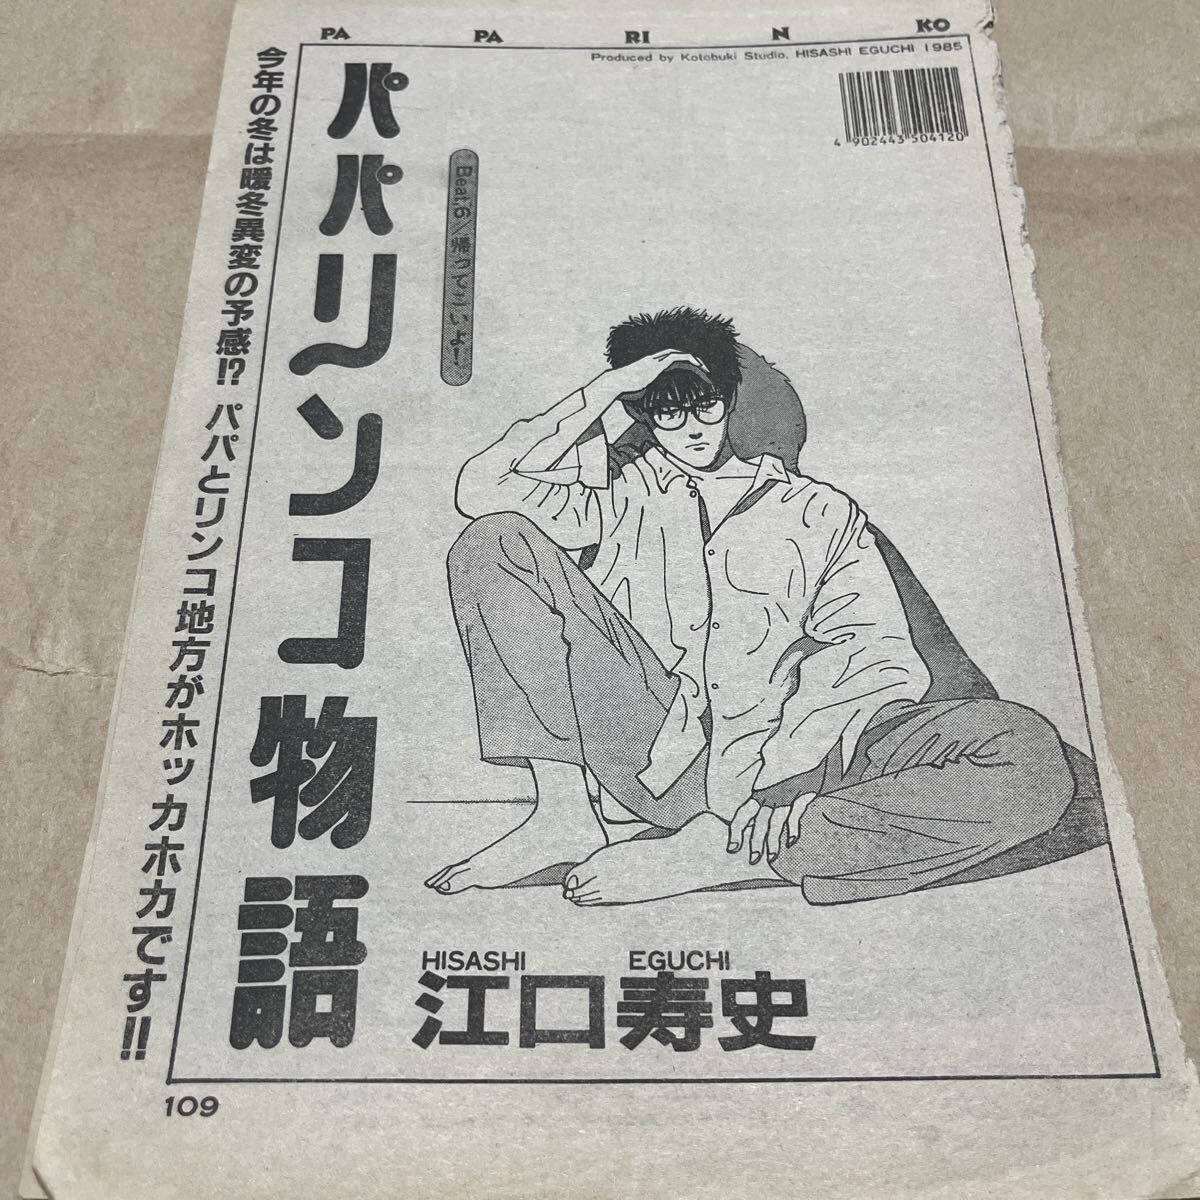 PA PA RI N KO
Produced by Kotobuki Studio. HISASHI EGUCHI 1985
4 902443 504120
パパリンコ物語
Beat.6/帰ってこいよ!
今年の冬は暖冬異変の予感!? パパとリンコ地方がホッカホカです!!
HISASHI EGUCHI
江口寿史
109